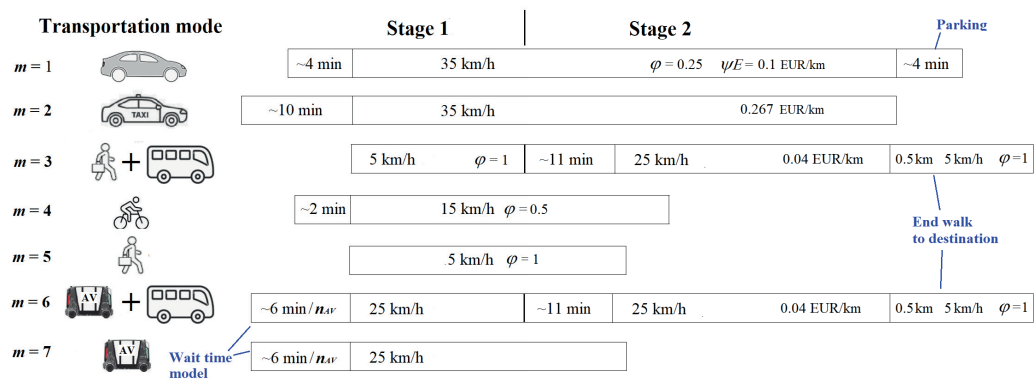 Transportation mode Stage 1 Stage 2 Parking
m = 1 ~4 min 35 km/h φ = 0.25 ψE = 0.1 EUR/km ~4 min
m = 2 TAXI ~10 min 35 km/h 0.267 EUR/km
m = 3 + 5 km/h φ = 1 ~11 min 25 km/h 0.04 EUR/km 0.5 km 5 km/h φ = 1
m = 4 ~2 min 15 km/h φ = 0.5
End walk
to destination
m = 5 5 km/h φ = 1
m = 6 AV + ~6 min/nAV 25 km/h ~11 min 25 km/h 0.04 EUR/km 0.5 km 5 km/h φ = 1
Wait time
model
m = 7 AV ~6 min/nAV 25 km/h